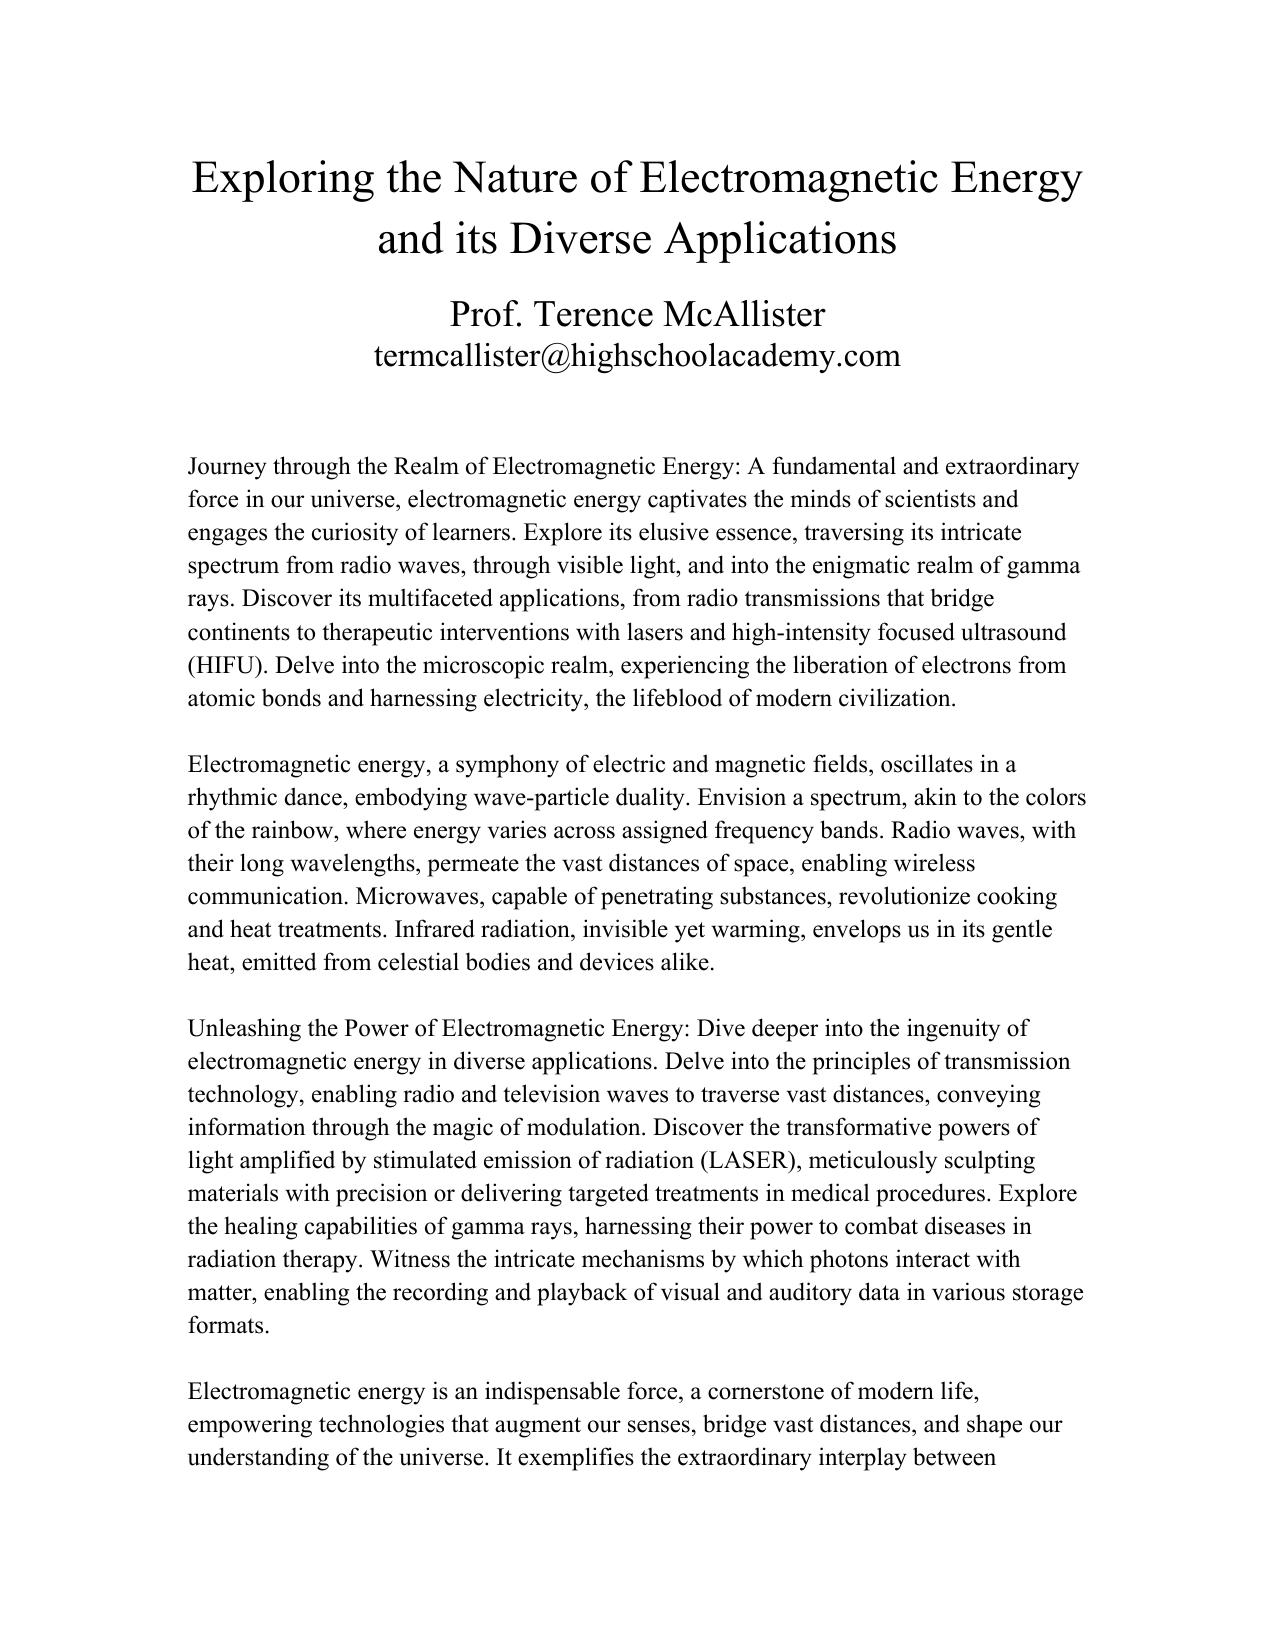 Exploring the Nature of Electromagnetic Energy
and its Diverse Applications
Prof. Terence McAllister
termcallister@highschoolacademy.com
Journey through the Realm of Electromagnetic Energy: A fundamental and extraordinary
force in our universe, electromagnetic energy captivates the minds of scientists and
engages the curiosity of learners. Explore its elusive essence, traversing its intricate
spectrum from radio waves, through visible light, and into the enigmatic realm of gamma
rays. Discover its multifaceted applications, from radio transmissions that bridge
continents to therapeutic interventions with lasers and high-intensity focused ultrasound
(HIFU). Delve into the microscopic realm, experiencing the liberation of electrons from
atomic bonds and harnessing electricity, the lifeblood of modern civilization.
Electromagnetic energy, a symphony of electric and magnetic fields, oscillates in a
rhythmic dance, embodying wave-particle duality. Envision a spectrum, akin to the colors
of the rainbow, where energy varies across assigned frequency bands. Radio waves, with
their long wavelengths, permeate the vast distances of space, enabling wireless
communication. Microwaves, capable of penetrating substances, revolutionize cooking
and heat treatments. Infrared radiation, invisible yet warming, envelops us in its gentle
heat, emitted from celestial bodies and devices alike.
Unleashing the Power of Electromagnetic Energy: Dive deeper into the ingenuity of
electromagnetic energy in diverse applications. Delve into the principles of transmission
technology, enabling radio and television waves to traverse vast distances, conveying
information through the magic of modulation. Discover the transformative powers of
light amplified by stimulated emission of radiation (LASER), meticulously sculpting
materials with precision or delivering targeted treatments in medical procedures. Explore
the healing capabilities of gamma rays, harnessing their power to combat diseases in
radiation therapy. Witness the intricate mechanisms by which photons interact with
matter, enabling the recording and playback of visual and auditory data in various storage
formats.
Electromagnetic energy is an indispensable force, a cornerstone of modern life,
empowering technologies that augment our senses, bridge vast distances, and shape our
understanding of the universe. It exemplifies the extraordinary interplay between